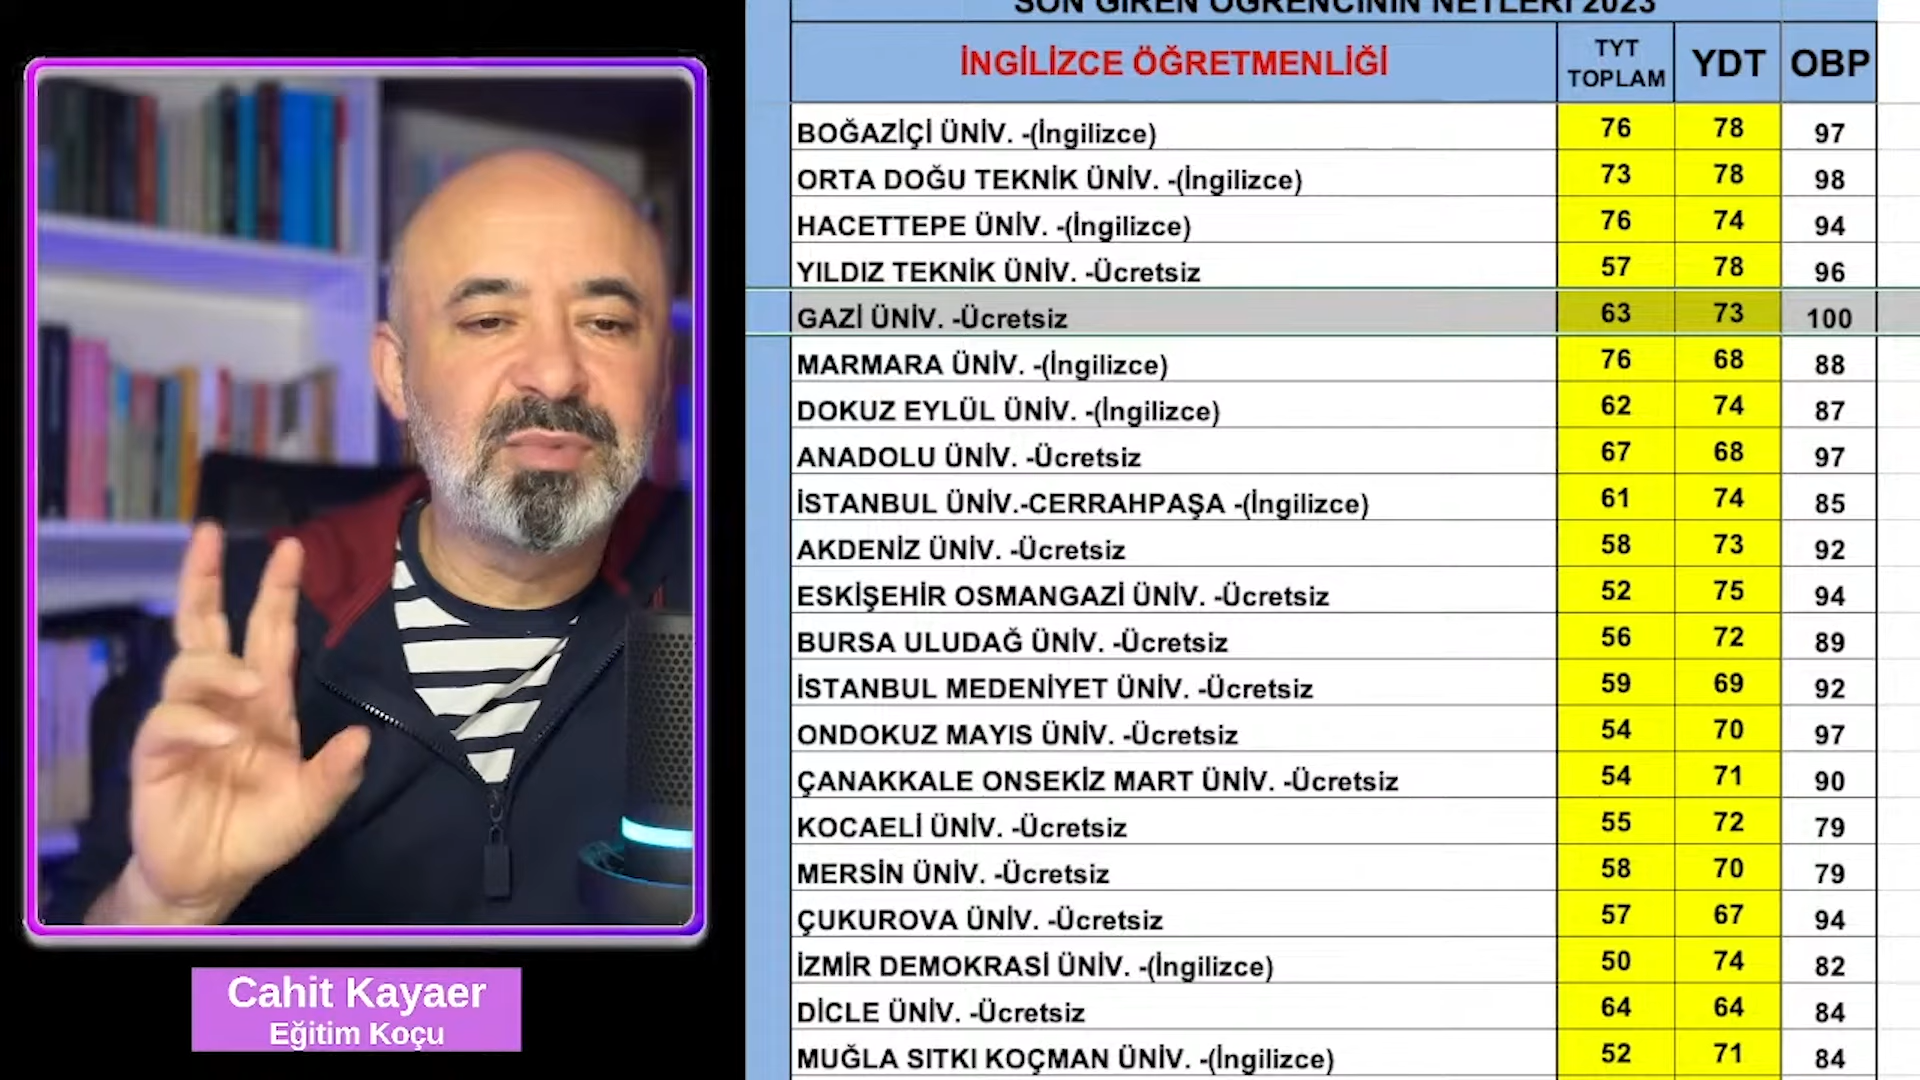 SON GİREN ÖĞRENCİNİN NETLERİ 2023
İNGİLİZCE ÖĞRETMENLİĞİ TYT TOPLAM YDT OBP
BOĞAZİÇİ ÜNİV. -(İngilizce) 76 78 97
ORTA DOĞU TEKNİK ÜNİV. -(İngilizce) 73 78 98
HACETTEPE ÜNİV. -(İngilizce) 76 74 94
YILDIZ TEKNİK ÜNİV. -Ücretsiz 57 78 96
GAZİ ÜNİV. -Ücretsiz 63 73 100
MARMARA ÜNİV. -(İngilizce) 76 68 88
DOKUZ EYLÜL ÜNİV. -(İngilizce) 62 74 87
ANADOLU ÜNİV. -Ücretsiz 67 68 97
İSTANBUL ÜNİV.-CERRAHPAŞA -(İngilizce) 61 74 85
AKDENİZ ÜNİV. -Ücretsiz 58 73 92
ESKİŞEHİR OSMANGAZİ ÜNİV. -Ücretsiz 52 75 94
BURSA ULUDAĞ ÜNİV. -Ücretsiz 56 72 89
İSTANBUL MEDENİYET ÜNİV. -Ücretsiz 59 69 92
ONDOKUZ MAYIS ÜNİV. -Ücretsiz 54 70 97
ÇANAKKALE ONSEKİZ MART ÜNİV. -Ücretsiz 54 71 90
KOCAELİ ÜNİV. -Ücretsiz 55 72 79
MERSİN ÜNİV. -Ücretsiz 58 70 79
ÇUKUROVA ÜNİV. -Ücretsiz 57 67 94
İZMİR DEMOKRASİ ÜNİV. -(İngilizce) 50 74 82
DİCLE ÜNİV. -Ücretsiz 64 64 84
MUĞLA SITKI KOÇMAN ÜNİV. -(İngilizce) 52 71 84
Cahit Kayaer
Eğitim Koçu